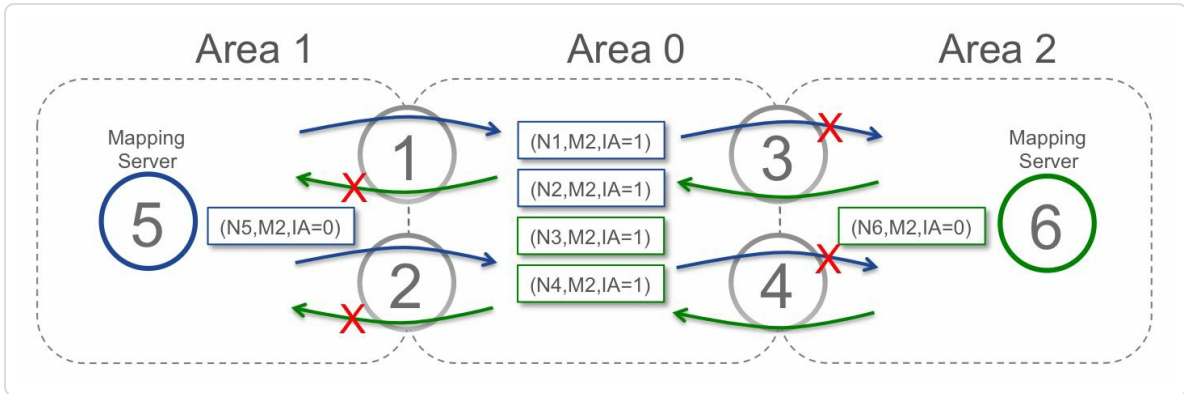 Area 1
Area 0
Area 2
Mapping
Server
5
(N5,M2,IA=0)
1
X
2
X
(N1,M2,IA=1)
(N2,M2,IA=1)
(N3,M2,IA=1)
(N4,M2,IA=1)
3
X
4
X
(N6,M2,IA=0)
Mapping
Server
6